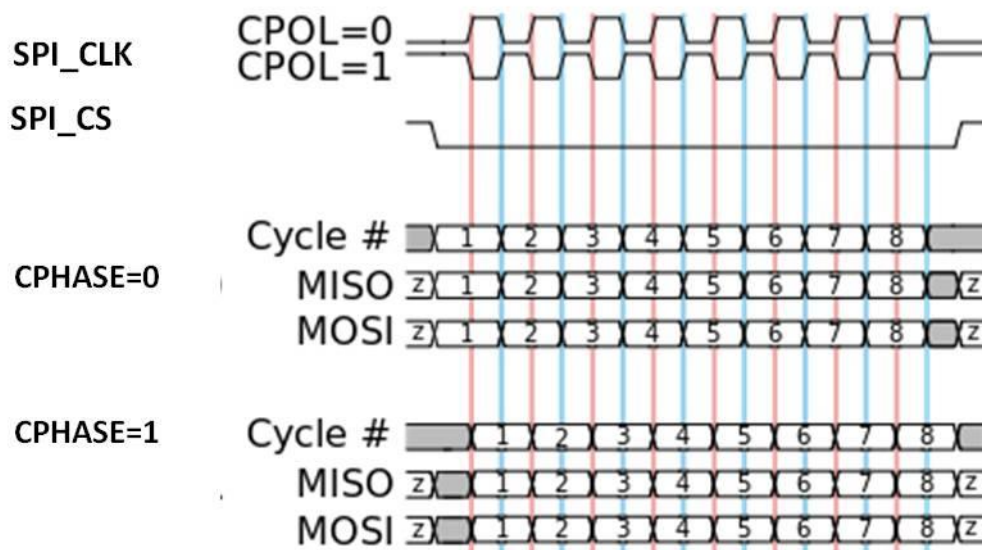 CPOL=0
SPI_CLK CPOL=1
SPI_CS
Cycle # 1 2 3 4 5 6 7 8
CPHASE=0 MISO z 1 2 3 4 5 6 7 8 z
MOSI z 1 2 3 4 5 6 7 8 z
CPHASE=1 Cycle # 1 2 3 4 5 6 7 8
MISO z 1 2 3 4 5 6 7 8 z
MOSI z 1 2 3 4 5 6 7 8 z